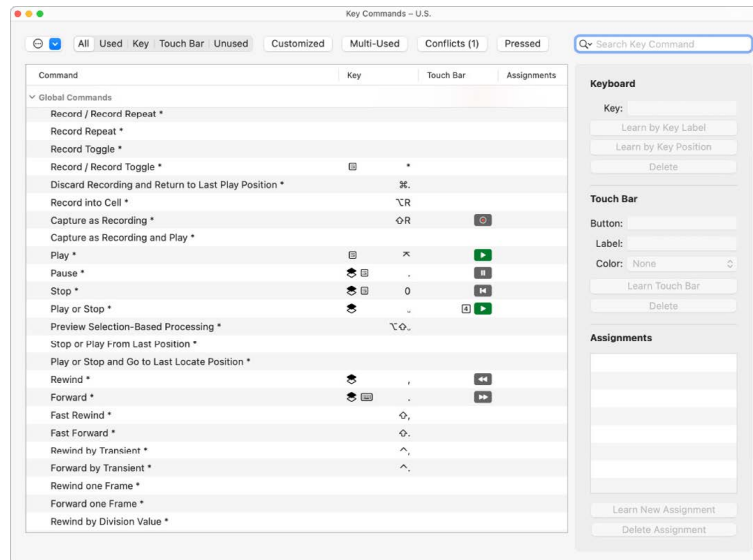 Key Commands – U.S.
All Used Key Touch Bar Unused Customized Multi-Used Conflicts (1) Pressed Search Key Command
Command Key Touch Bar Assignments
Global Commands
Record / Record Repeat *
Record Repeat *
Record Toggle *
Record / Record Toggle * *
Discard Recording and Return to Last Play Position * ⌘.
Record into Cell * ⌥R
Capture as Recording * ⇧R
Capture as Recording and Play *
Play * ⌤
Pause * .
Stop * 0
Play or Stop * ⎵ 4
Preview Selection-Based Processing * ⌥⇧⎵
Stop or Play From Last Position *
Play or Stop and Go to Last Locate Position *
Rewind * ,
Forward * .
Fast Rewind * ⇧,
Fast Forward * ⇧.
Rewind by Transient * ^,
Forward by Transient * ^.
Rewind one Frame *
Forward one Frame *
Rewind by Division Value *
Keyboard
Key:
Learn by Key Label
Learn by Key Position
Delete
Touch Bar
Button:
Label:
Color: None
Learn Touch Bar
Delete
Assignments
Learn New Assignment
Delete Assignment